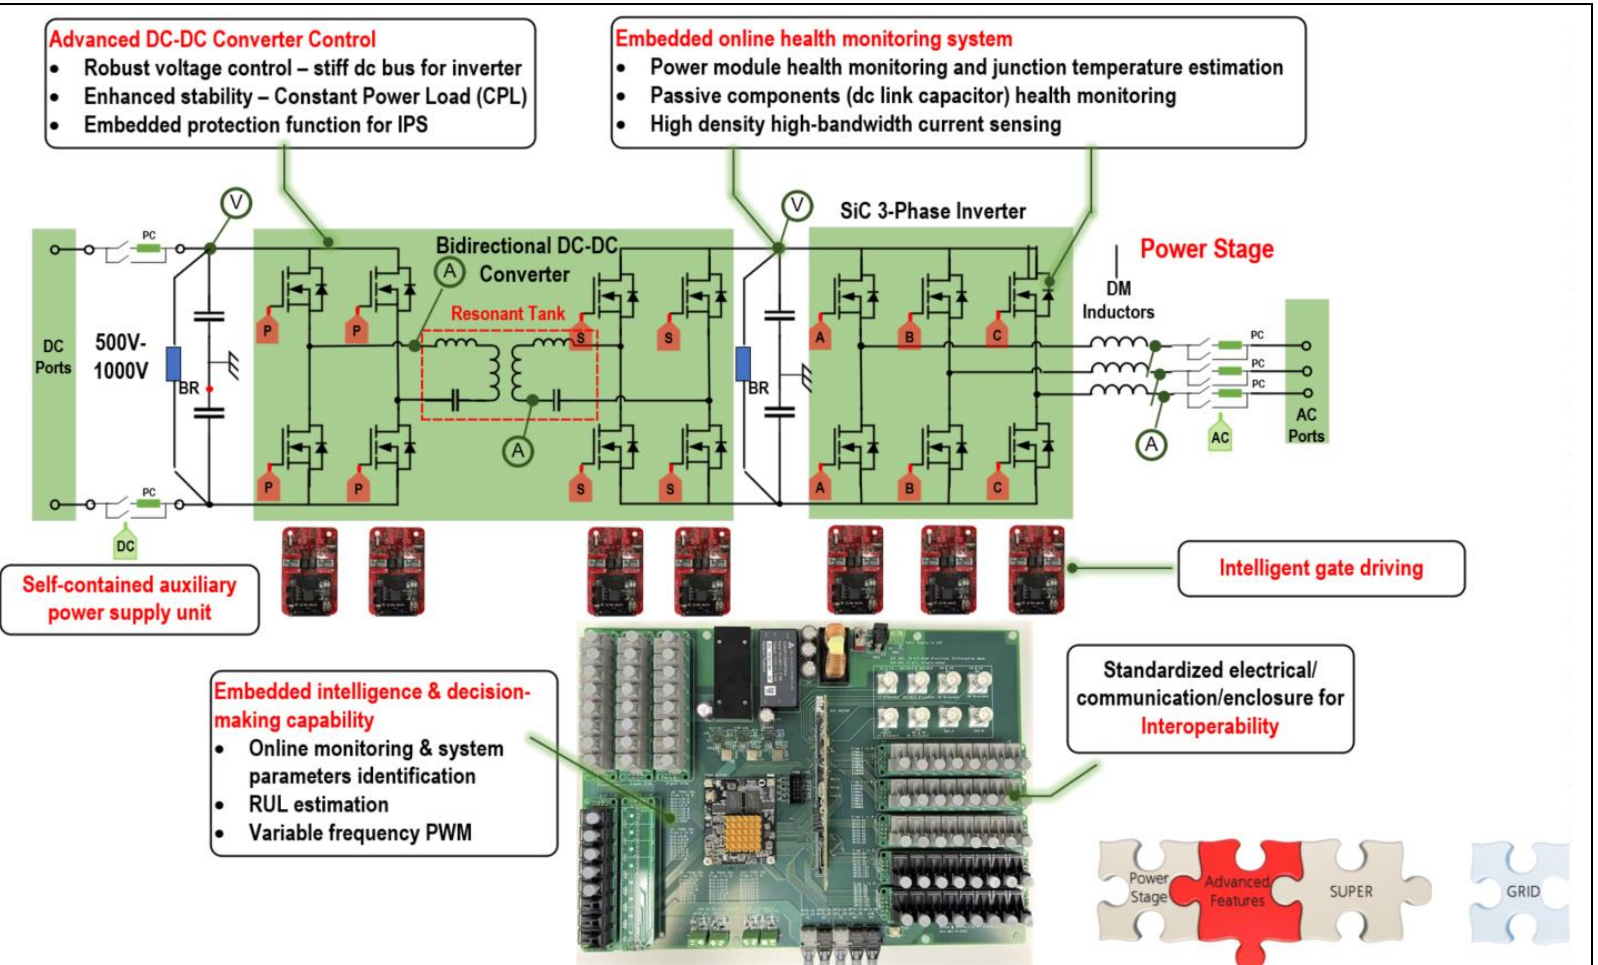 Advanced DC-DC Converter Control
• Robust voltage control – stiff dc bus for inverter
• Enhanced stability – Constant Power Load (CPL)
• Embedded protection function for IPS
Embedded online health monitoring system
• Power module health monitoring and junction temperature estimation
• Passive components (dc link capacitor) health monitoring
• High density high-bandwidth current sensing
V
V
SiC 3-Phase Inverter
PC
Bidirectional DC-DC
Converter
A
Power Stage
DM
Inductors
Resonant Tank
P
P
S
S
A
B
C
DC
Ports
500V-
1000V
BR
BR
PC
PC
PC
A
A
AC
AC
Ports
P
P
S
S
A
B
C
PC
DC
Self-contained auxiliary
power supply unit
Intelligent gate driving
Embedded intelligence & decision-
making capability
• Online monitoring & system
parameters identification
• RUL estimation
• Variable frequency PWM
Standardized electrical/
communication/enclosure for
Interoperability
Power
Stage
Advanced
Features
SUPER
GRID